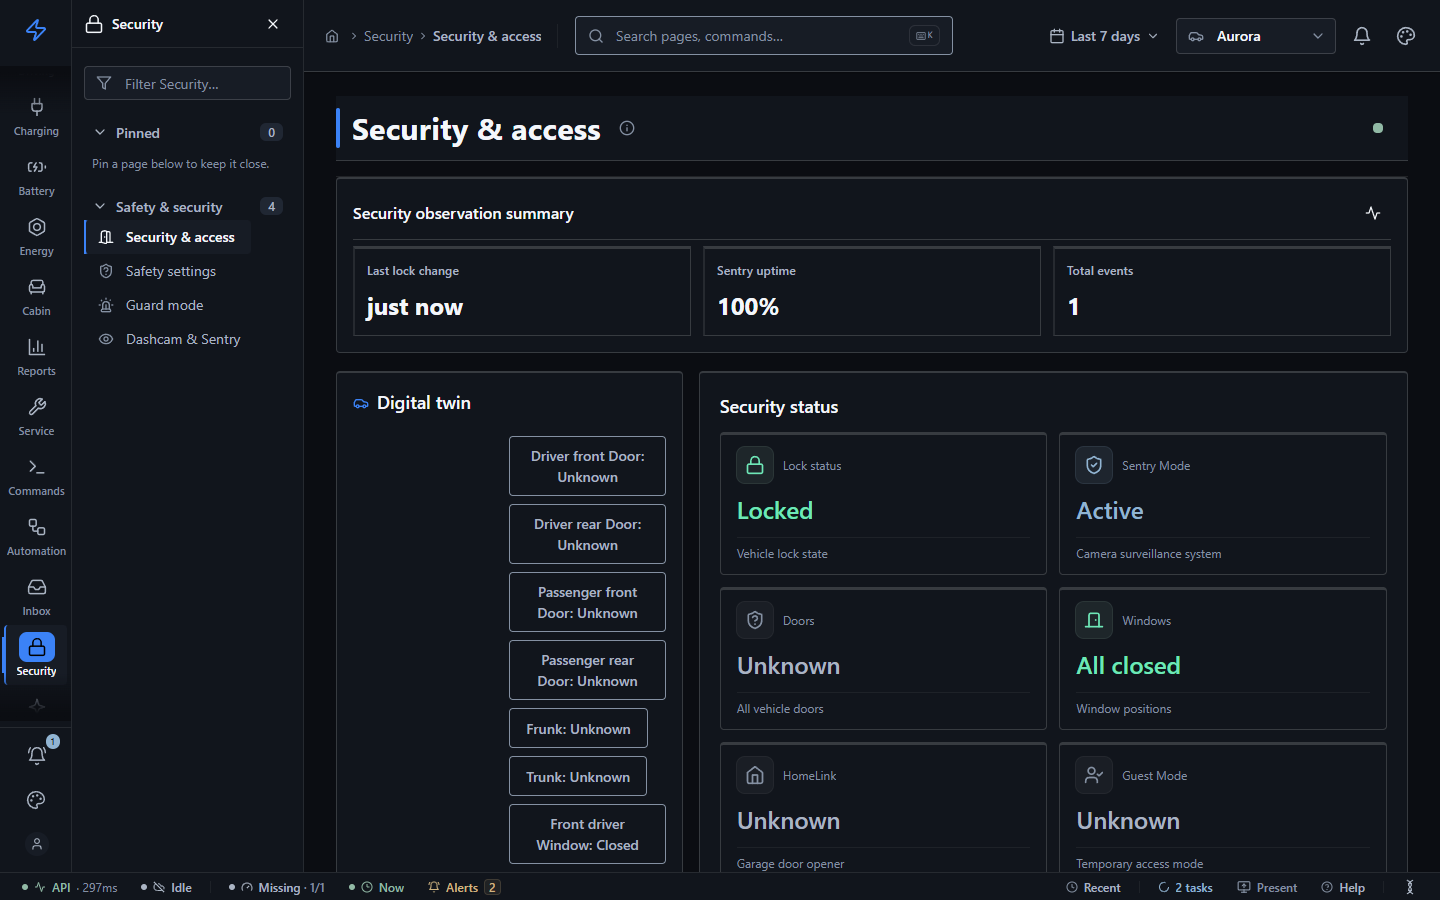 Security
Security
Security & access
Search pages, commands...
K
Last 7 days
Aurora
Filter Security...
Charging
Battery
Energy
Cabin
Reports
Service
Commands
Automation
Inbox
Security
1
Pinned
0
Pin a page below to keep it close.
Safety & security
4
Security & access
Safety settings
Guard mode
Dashcam & Sentry
Security & access
Security observation summary
Last lock change
just now
Sentry uptime
100%
Total events
1
Digital twin
Driver front Door:
Unknown
Driver rear Door:
Unknown
Passenger front
Door: Unknown
Passenger rear
Door: Unknown
Frunk: Unknown
Trunk: Unknown
Front driver
Window: Closed
Security status
Lock status
Locked
Vehicle lock state
Sentry Mode
Active
Camera surveillance system
Doors
Unknown
All vehicle doors
Windows
All closed
Window positions
HomeLink
Unknown
Garage door opener
Guest Mode
Unknown
Temporary access mode
API · 297ms
Idle
Missing · 1/1
Now
Alerts 2
Recent
2 tasks
Present
Help